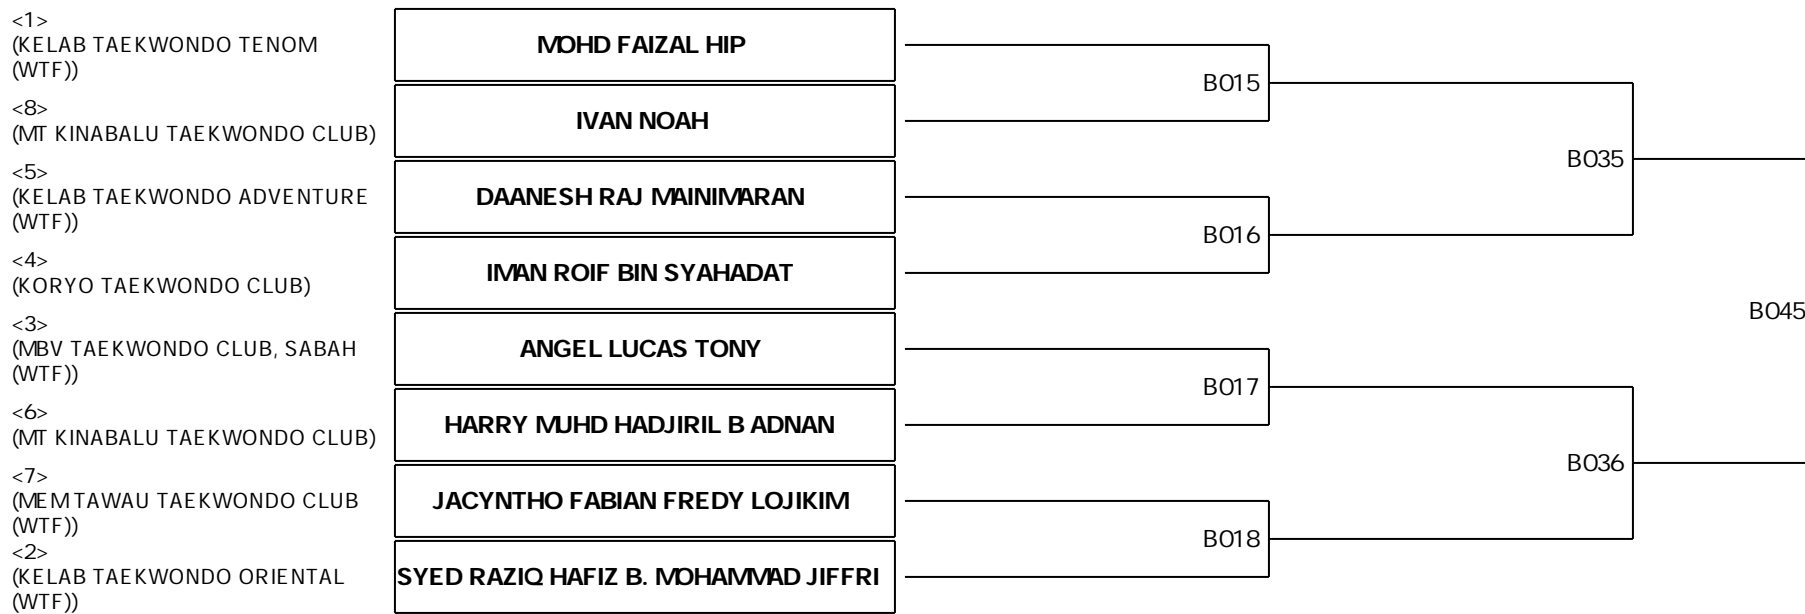 <1>
(KELAB TAEKWONDO TENOM
(WTF))
MOHD FAIZAL HIP
B015
<8>
(MT KINABALU TAEKWONDO CLUB)
IVAN NOAH
B035
<5>
(KELAB TAEKWONDO ADVENTURE
(WTF))
DAANESH RAJ MAINIMARAN
B016
<4>
(KORYO TAEKWONDO CLUB)
IMAN ROIF BIN SYAHADAT
B045
<3>
(MBV TAEKWONDO CLUB, SABAH
(WTF))
ANGEL LUCAS TONY
B017
<6>
(MT KINABALU TAEKWONDO CLUB)
HARRY MUHD HADJIRIL B ADNAN
B036
<7>
(MEM TAWAU TAEKWONDO CLUB
(WTF))
JACYNTHO FABIAN FREDY LOJIKIM
B018
<2>
(KELAB TAEKWONDO ORIENTAL
(WTF))
SYED RAZIQ HAFIZ B. MOHAMMAD JIFFRI